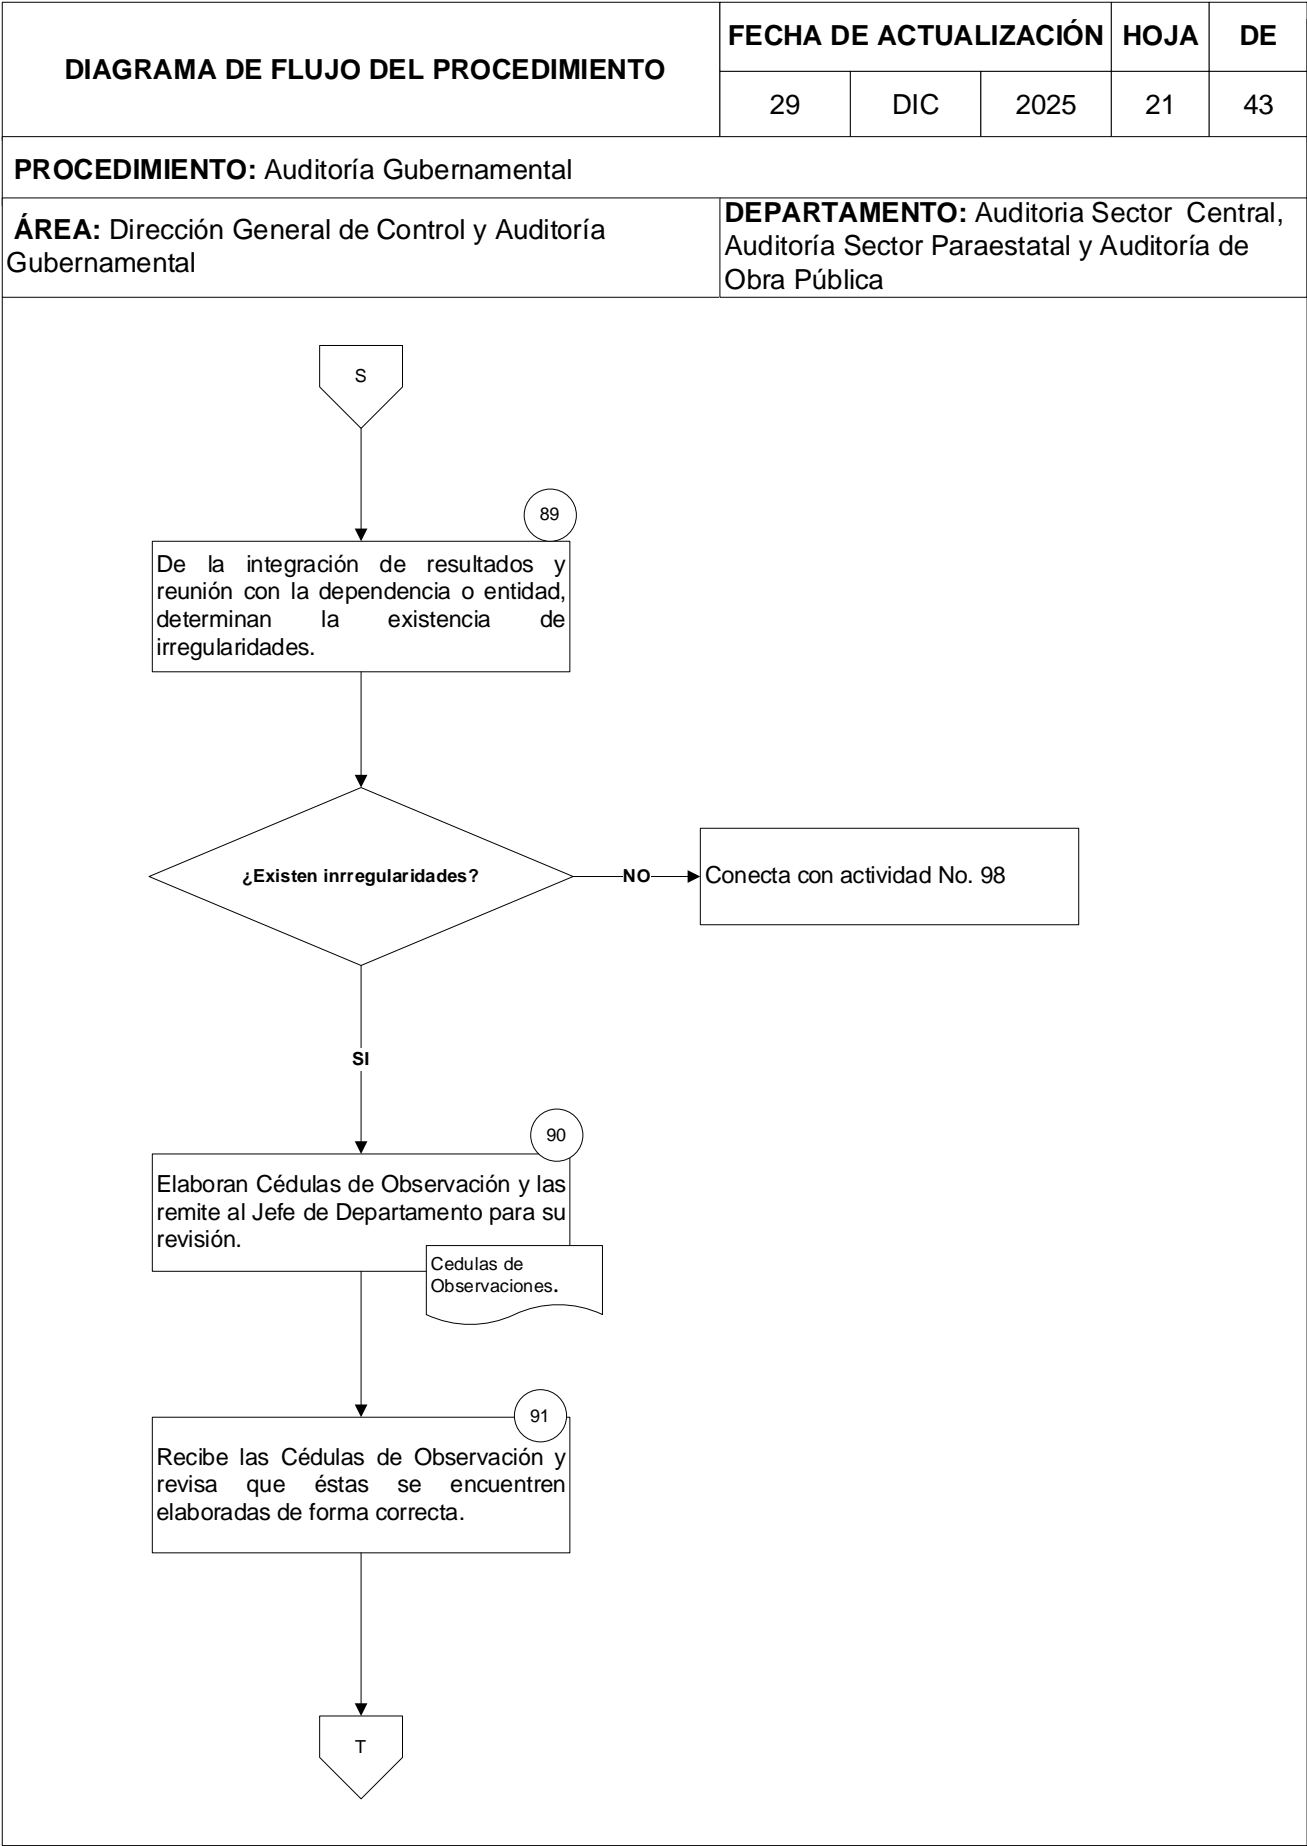 DIAGRAMA DE FLUJO DEL PROCEDIMIENTO
FECHA DE ACTUALIZACIÓN HOJA DE
29 DIC 2025 21 43
PROCEDIMIENTO: Auditoría Gubernamental
ÁREA: Dirección General de Control y Auditoría
Gubernamental
DEPARTAMENTO: Auditoria Sector Central,
Auditoría Sector Paraestatal y Auditoría de
Obra Pública
S
89
De la integración de resultados y
reunión con la dependencia o entidad,
determinan la existencia de
irregularidades.
¿Existen inrregularidades?
NO
Conecta con actividad No. 98
SI
90
Elaboran Cédulas de Observación y las
remite al Jefe de Departamento para su
revisión.
Cedulas de
Observaciones.
91
Recibe las Cédulas de Observación y
revisa que éstas se encuentren
elaboradas de forma correcta.
T